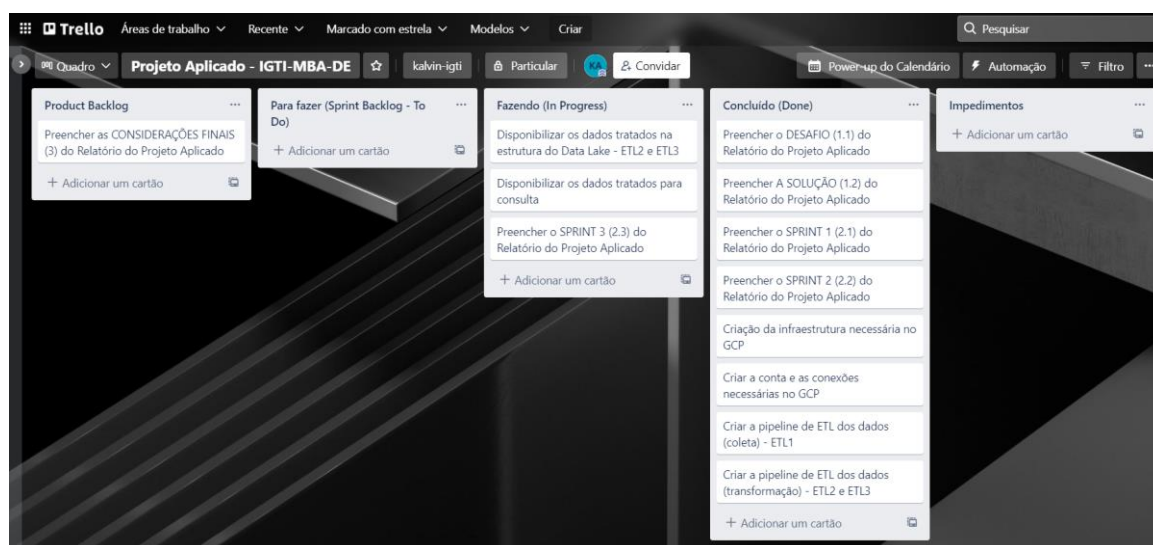 Trello Áreas de trabalho Recente Marcado com estrela Modelos Criar Pesquisar
Quadro Projeto Aplicado - IGTI-MBA-DE kalvin-igti Particular KA Convidar Power-up do Calendário Automação Filtro
Product Backlog
Preencher as CONSIDERAÇÕES FINAIS
(3) do Relatório do Projeto Aplicado
+ Adicionar um cartão
Para fazer (Sprint Backlog - To
Do)
+ Adicionar um cartão
Fazendo (In Progress)
Disponibilizar os dados tratados na
estrutura do Data Lake - ETL2 e ETL3
Disponibilizar os dados tratados para
consulta
Preencher o SPRINT 3 (2.3) do
Relatório do Projeto Aplicado
+ Adicionar um cartão
Concluído (Done)
Preencher o DESAFIO (1.1) do
Relatório do Projeto Aplicado
Preencher A SOLUÇÃO (1.2) do
Relatório do Projeto Aplicado
Preencher o SPRINT 1 (2.1) do
Relatório do Projeto Aplicado
Preencher o SPRINT 2 (2.2) do
Relatório do Projeto Aplicado
Criação da infraestrutura necessária no
GCP
Criar a conta e as conexões
necessárias no GCP
Criar a pipeline de ETL dos dados
(coleta) - ETL1
Criar a pipeline de ETL dos dados
(transformação) - ETL2 e ETL3
+ Adicionar um cartão
Impedimentos
+ Adicionar um cartão